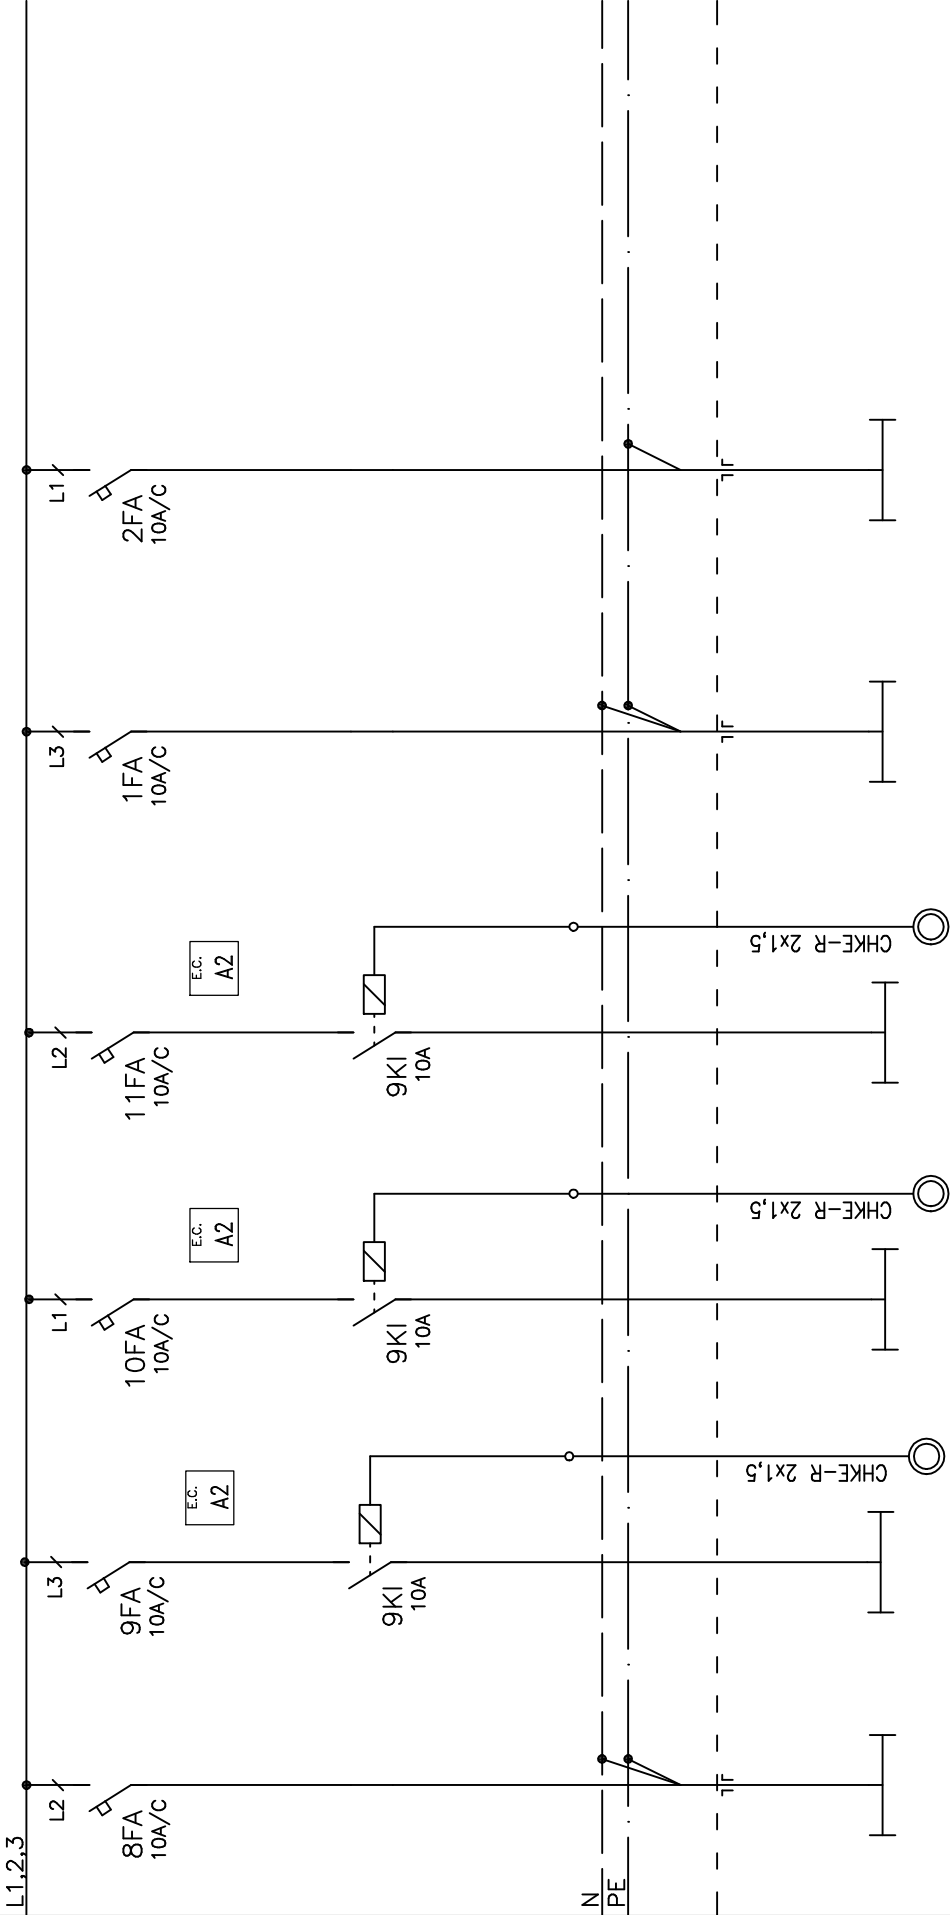 L1,2,3
L2
8FA
10A/C
L3
9FA
10A/C
E.C.
A2
9KI
10A
CHKE-R 2x1,5
L1
10FA
10A/C
E.C.
A2
9KI
10A
CHKE-R 2x1,5
L2
11FA
10A/C
E.C.
A2
9KI
10A
CHKE-R 2x1,5
L3
1FA
10A/C
L1
2FA
10A/C
N
PE